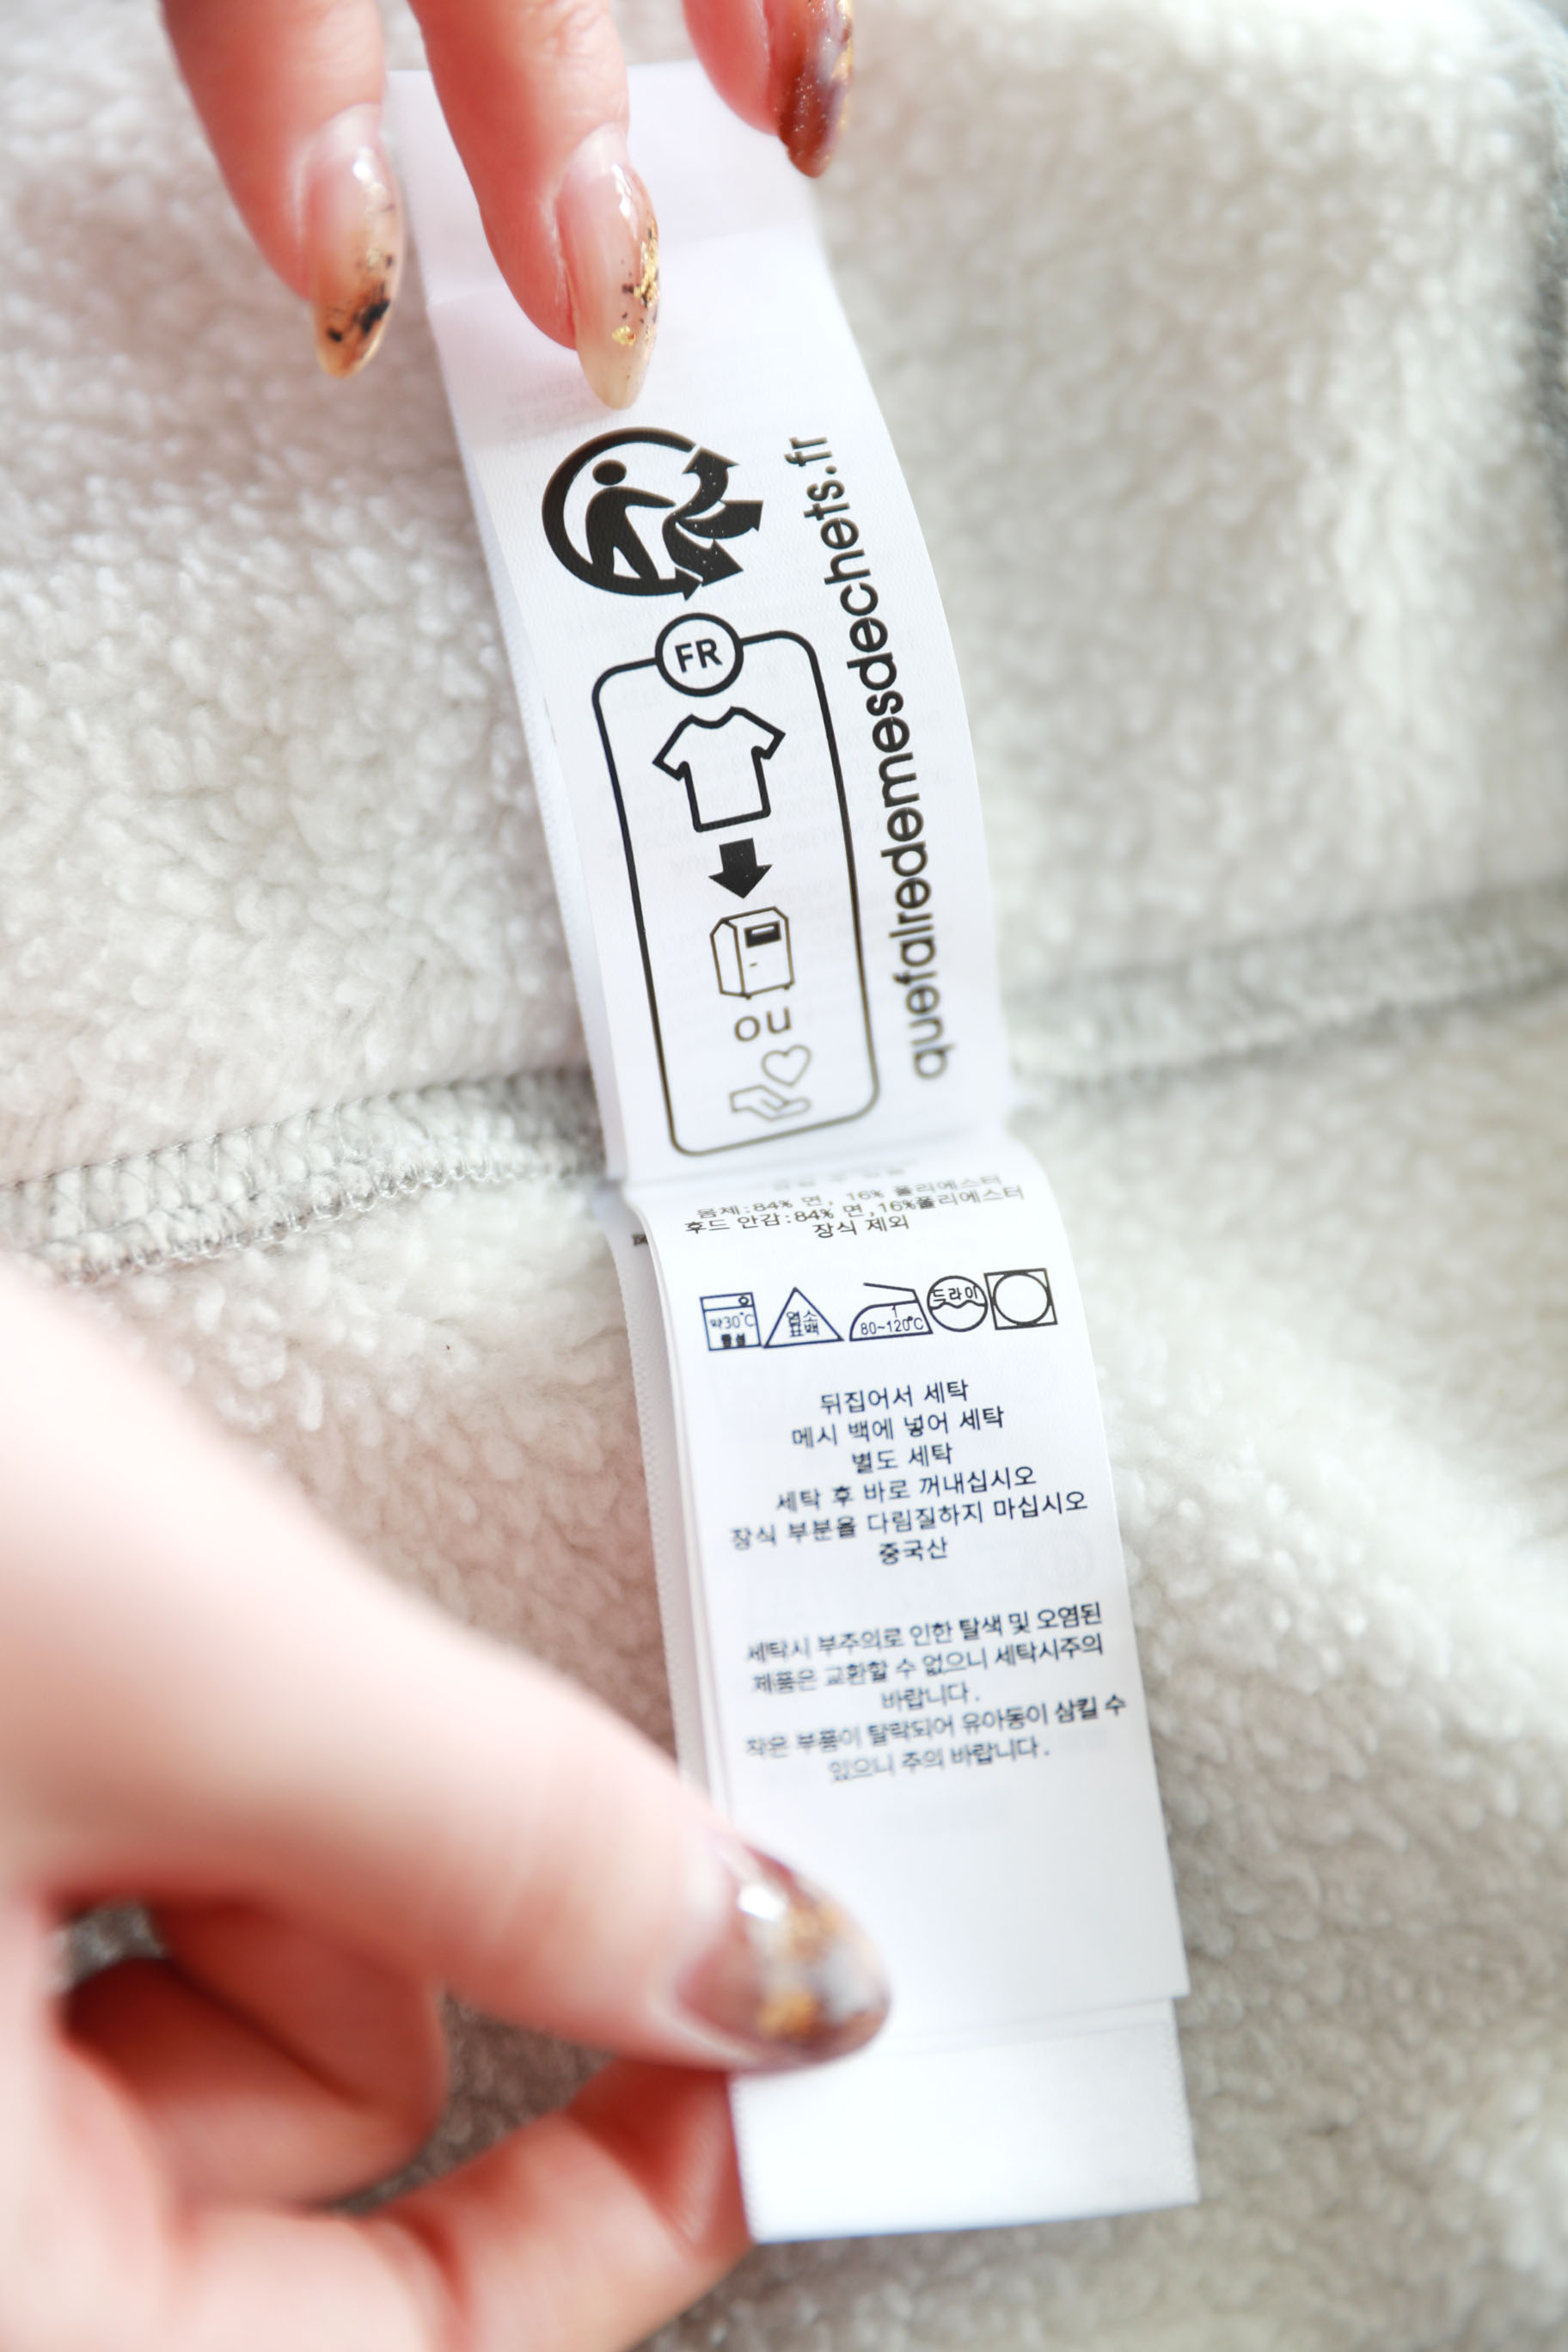 quefairedemesdechets.fr
FR
OU
몸체:84% 면, 16% 폴리에스터
후드 안감:84% 면,16%폴리에스터
장식 제외
약30°C
중성
염소
표백
1
80~120°C
드라이
뒤집어서 세탁
메시 백에 넣어 세탁
별도 세탁
세탁 후 바로 꺼내십시오
장식 부분을 다림질하지 마십시오
중국산
세탁시 부주의로 인한 탈색 및 오염된
제품은 교환할 수 없으니 세탁시주의
바랍니다.
작은 부품이 탈락되어 유아동이 삼킬 수
있으니 주의 바랍니다.